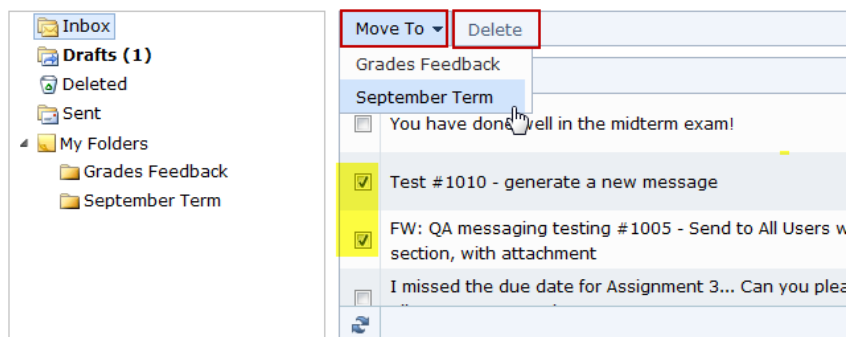 Inbox
Drafts (1)
Deleted
Sent
My Folders
Grades Feedback
September Term
Move To
Delete
Grades Feedback
September Term
You have done well in the midterm exam!
Test #1010 - generate a new message
FW: QA messaging testing #1005 - Send to All Users w
section, with attachment
I missed the due date for Assignment 3... Can you plea